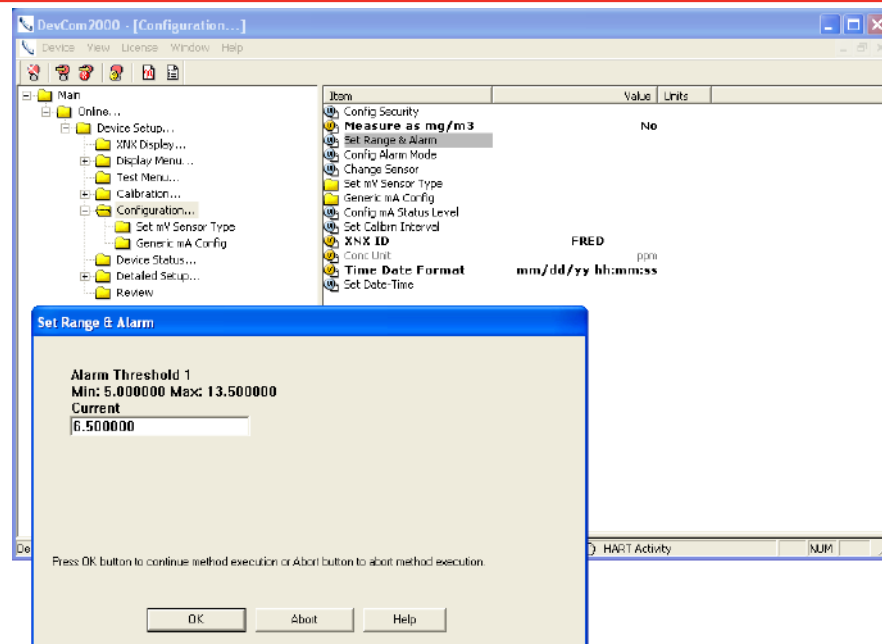 DevCom2000 - [Configuration...]
Device View License Window Help
Main
Online...
Device Setup...
XNX Display...
Display Menu...
Test Menu...
Calibration...
Configuration...
Set mV Sensor Type
Generic mA Config
Device Status...
Detailed Setup...
Review
Item Value Units
Config Security
Measure as mg/m3 No
Set Range & Alarm
Config Alarm Mode
Change Sensor
Set mV Sensor Type
Generic mA Config
Config mA Status Level
Set Calibrn Interval
XNX ID FRED
Conc Unit ppm
Time Date Format mm/dd/yy hh:mm:ss
Set Date-Time
Set Range & Alarm
Alarm Threshold 1
Min: 5.000000 Max: 13.500000
Current
6.500000
De
HART Activity
NUM
Press OK button to continue method execution or Abort button to abort method execution.
OK Abort Help